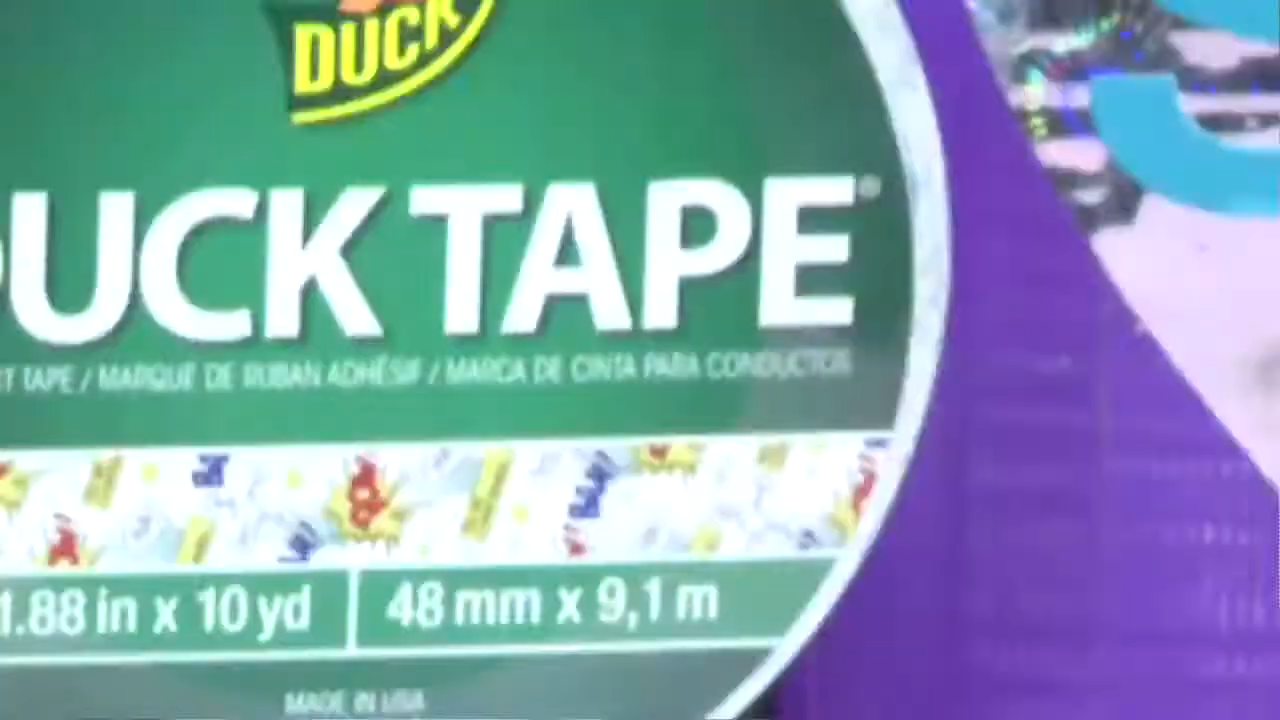 DUCK
DUCK TAPE®
TAPE / MARQUE DE RUBAN ADHÉSIF / MARCA DE CINTA PARA CONDUCTOS
1.88 in x 10 yd
48 mm x 9,1 m
MADE IN USA